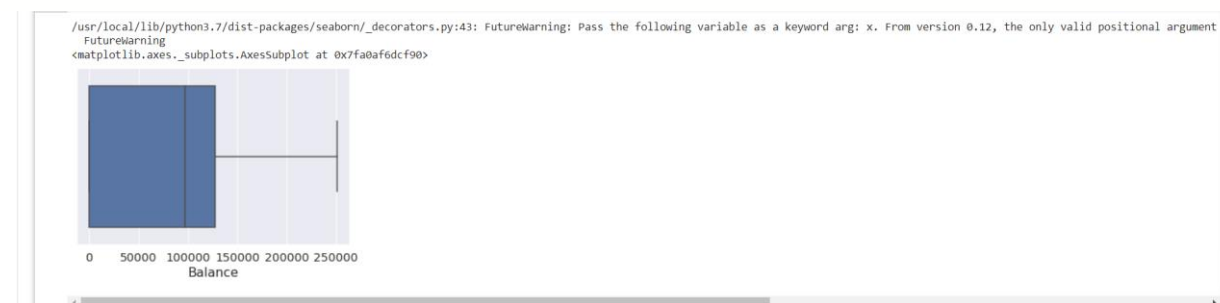 /usr/local/lib/python3.7/dist-packages/seaborn/_decorators.py:43: FutureWarning: Pass the following variable as a keyword arg: x. From version 0.12, the only valid positional argument
FutureWarning
<matplotlib.axes._subplots.AxesSubplot at 0x7fa0af6dcf90>
0 50000 100000 150000 200000 250000
Balance